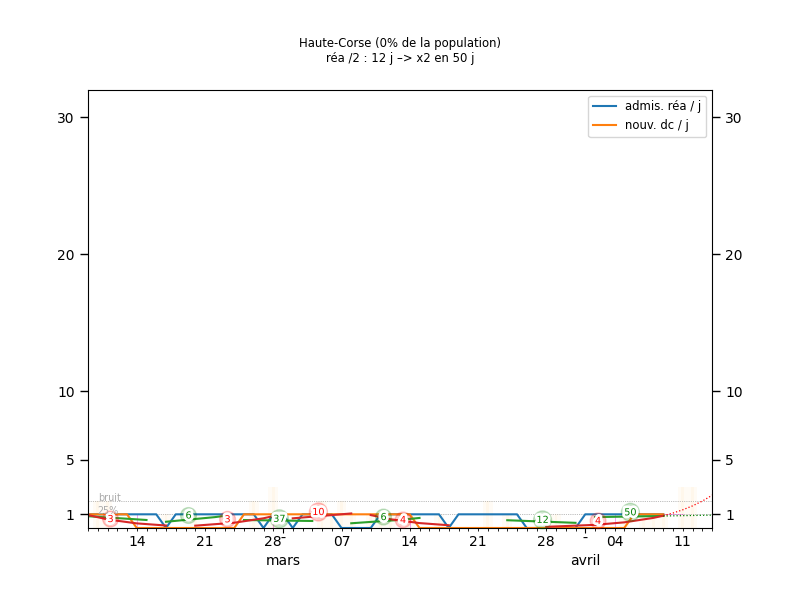 Haute-Corse (0% de la population)
réa /2 : 12 j –> x2 en 50 j
admis. réa / j
nouv. dc / j
30 30
20 20
10 10
5 5
bruit
25%
1 1
3 6 3 37 10 6 4 12 4 50
14 21 28 07 14 21 28 04 11
mars avril